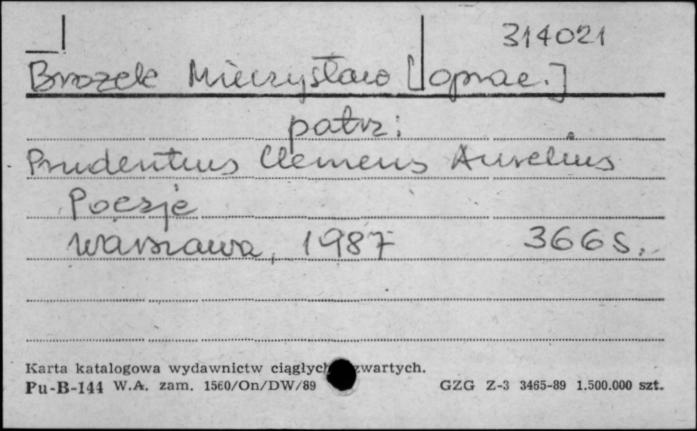 314021
Brożek Mieczysław [oprac.]
patrz:
Prudentius Clemens Aurelius
Poezje
Warszawa, 1987 366 s.
Karta katalogowa wydawnictw ciągłych zwartych.
Pu-B-144 W.A. zam. 1560/On/DW/89 GZG Z-3 3465-89 1.500.000 szt.